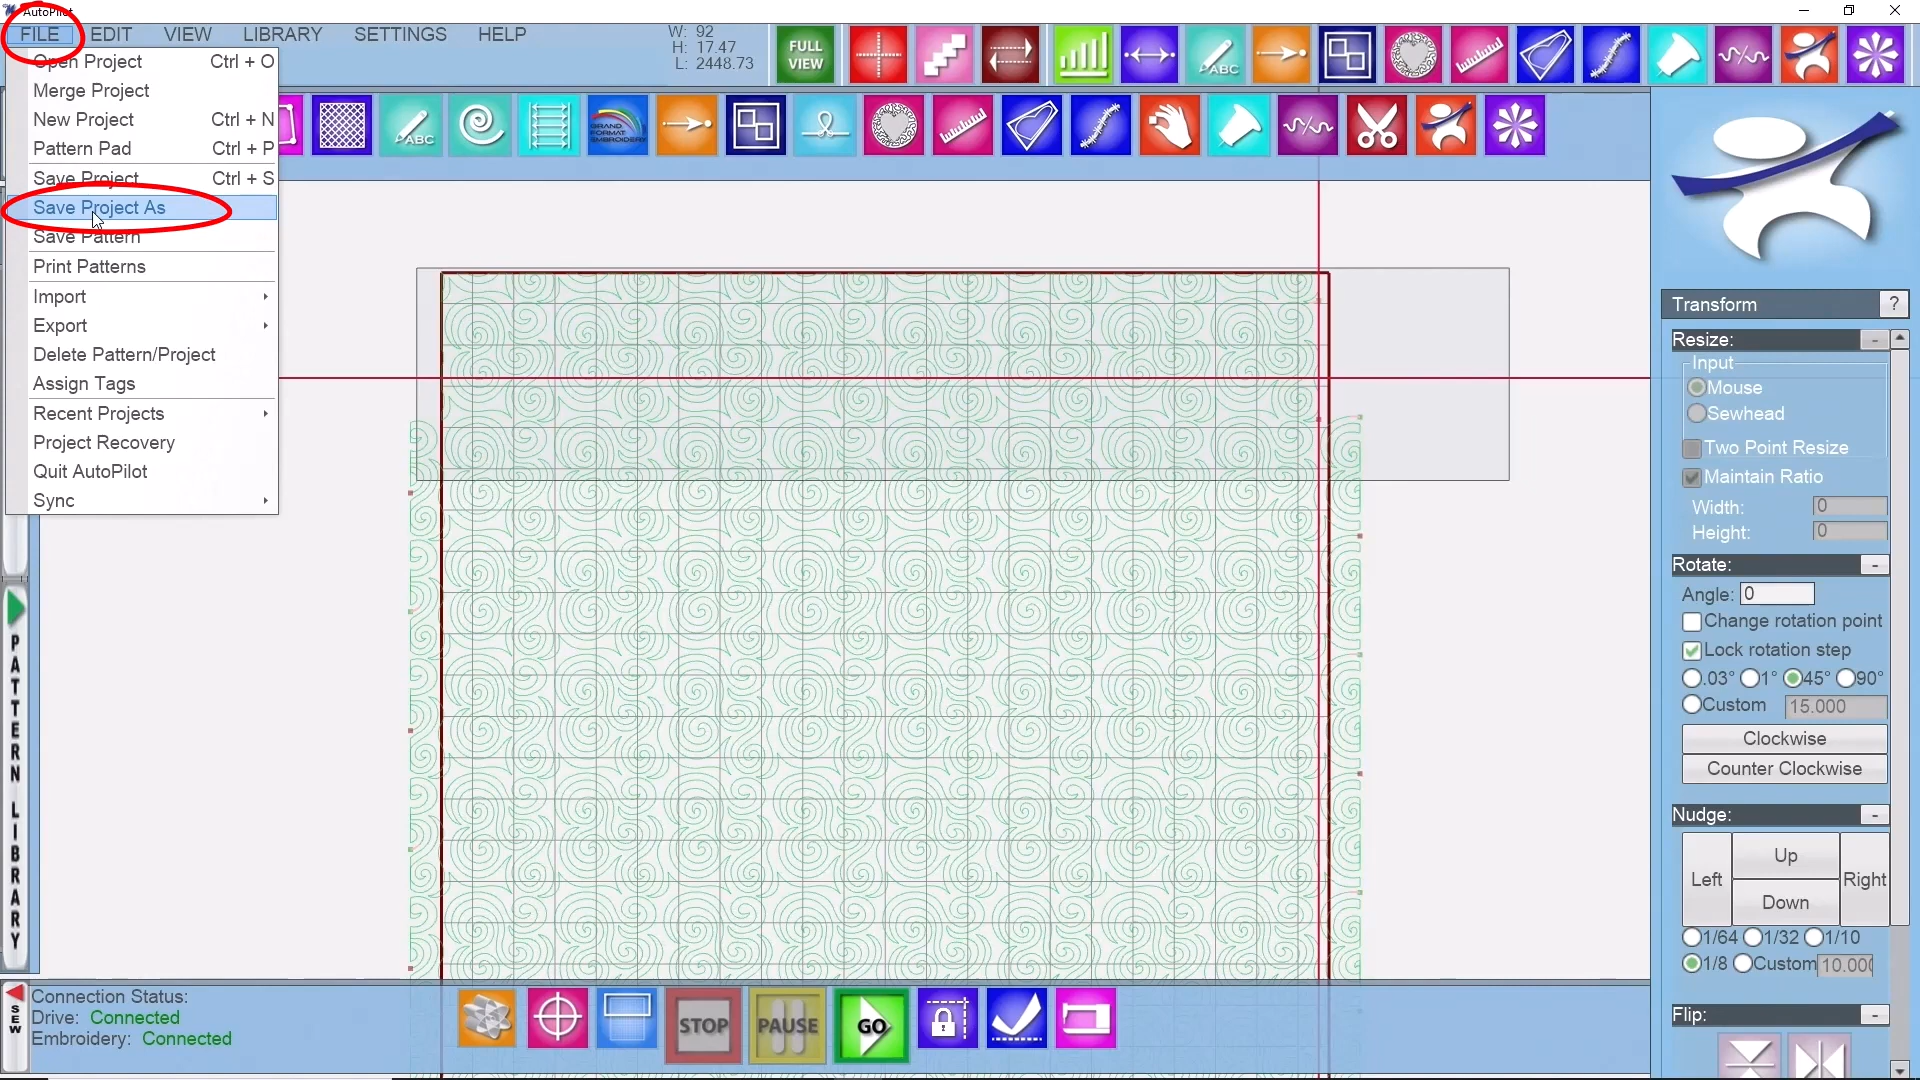 AutoPilot
FILE EDIT VIEW LIBRARY SETTINGS HELP
W: 92
H: 17.47
L: 2448.73
FULL
VIEW
ABC
Open Project Ctrl + O
Merge Project
New Project Ctrl + N
Pattern Pad Ctrl + P
Save Project Ctrl + S
Save Project As
Save Pattern
Print Patterns
Import
Export
Delete Pattern/Project
Assign Tags
Recent Projects
Project Recovery
Quit AutoPilot
Sync
ABC
GRAND
FORMAT
EMBROIDERY
PATTERN LIBRARY
SEW
Transform ?
Resize: -
Input
Mouse
Sewhead
Two Point Resize
Maintain Ratio
Width: 0
Height: 0
Rotate: -
Angle: 0
Change rotation point
Lock rotation step
.03° 1° 45° 90°
Custom 15.000
Clockwise
Counter Clockwise
Nudge: -
Up
Left Right
Down
1/64 1/32 1/10
1/8 Custom 10.000
Flip: -
Connection Status:
Drive: Connected
Embroidery: Connected
STOP PAUSE GO